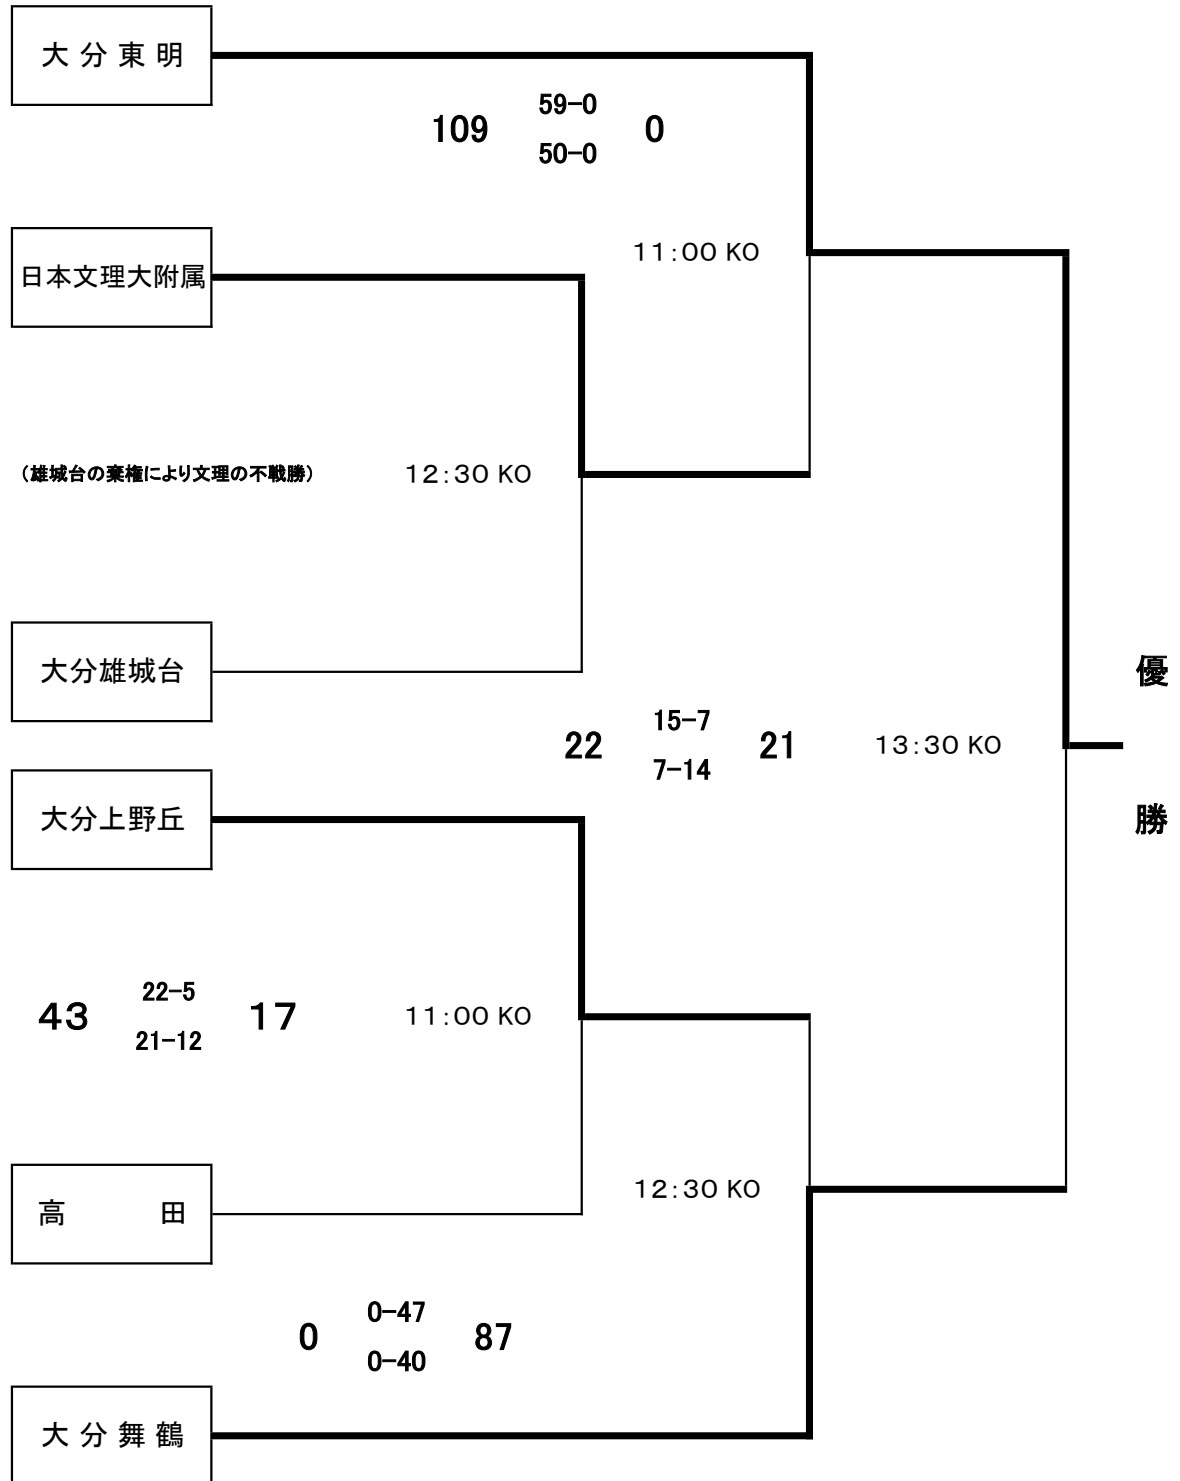 大分東明
59-0
109 0
50-0
11:00 KO
日本文理大附属
(雄城台の棄権により文理の不戦勝) 12:30 KO
大分雄城台
優
15-7
22 21 13:30 KO
7-14
大分上野丘
勝
22-5
43 17 11:00 KO
21-12
12:30 KO
高 田
0-47
0 87
0-40
大分舞鶴